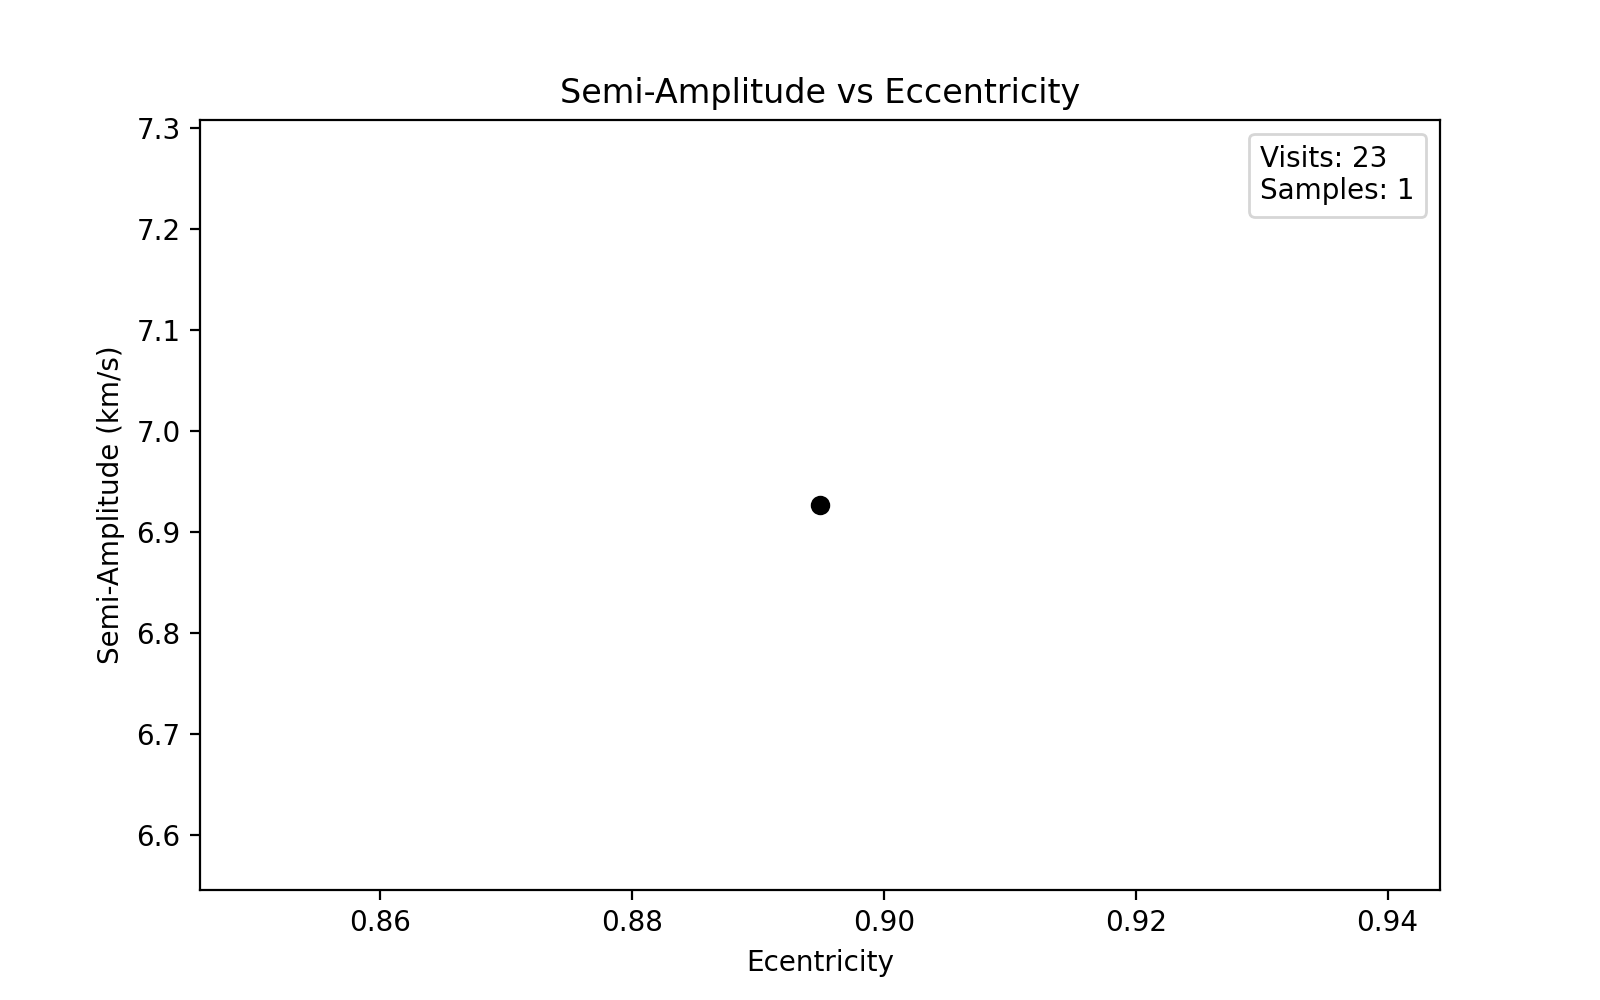 Semi-Amplitude vs Eccentricity
Visits: 23
Samples: 1
Semi-Amplitude (km/s)
7.3
7.2
7.1
7.0
6.9
6.8
6.7
6.6
0.86 0.88 0.90 0.92 0.94
Ecentricity